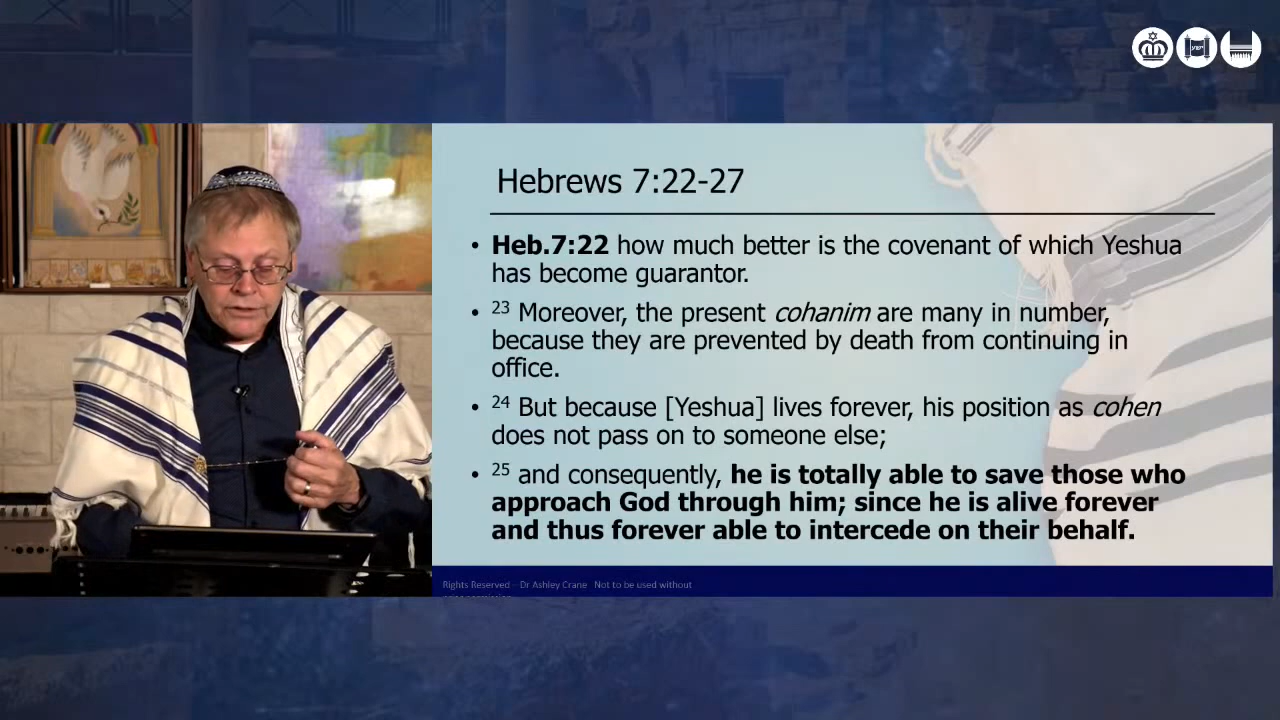 Hebrews 7:22-27
• Heb.7:22 how much better is the covenant of which Yeshua
has become guarantor.
• 23 Moreover, the present cohanim are many in number,
because they are prevented by death from continuing in
office.
• 24 But because [Yeshua] lives forever, his position as cohen
does not pass on to someone else;
• 25 and consequently, he is totally able to save those who
approach God through him; since he is alive forever
and thus forever able to intercede on their behalf.
Rights Reserved – Dr Ashley Crane Not to be used without